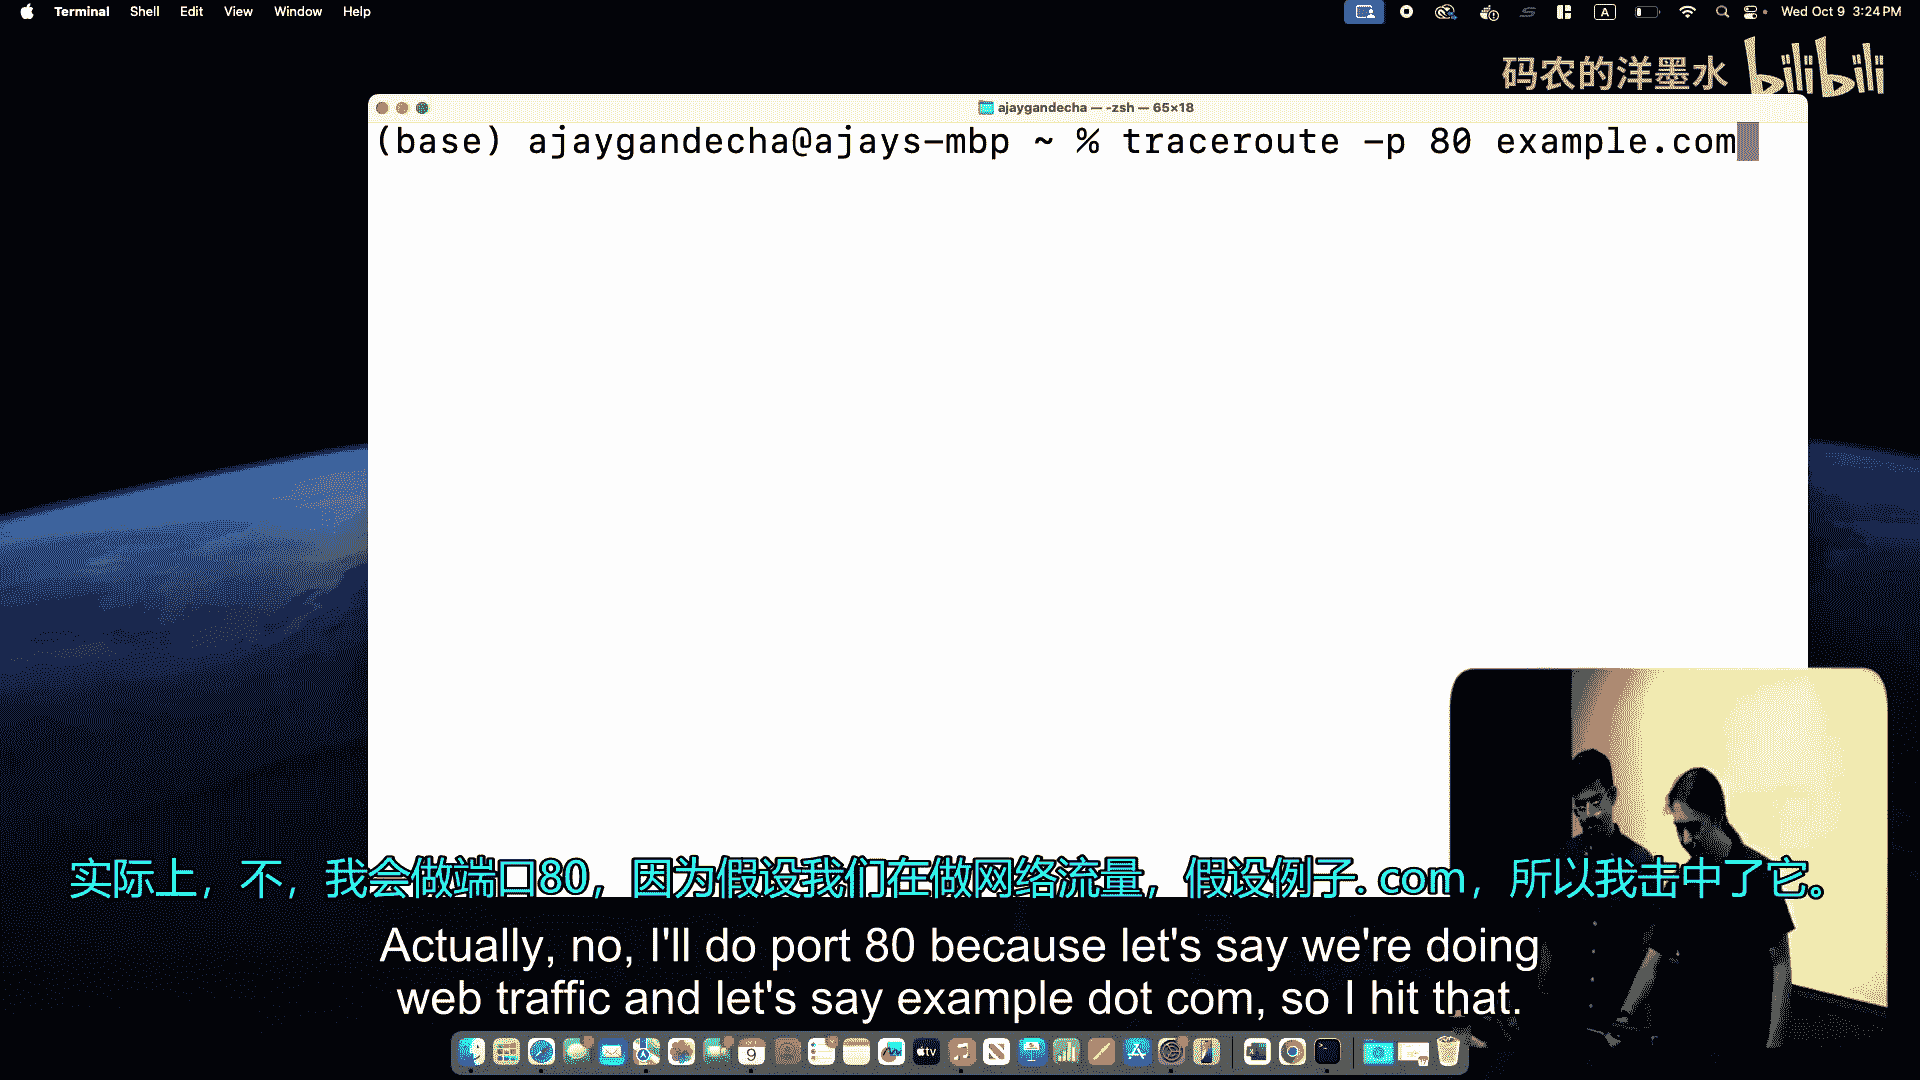 Terminal Shell Edit View Window Help
A
Wed Oct 9 3:24 PM
码农的洋墨水 bilibili
ajaygandecha — -zsh — 65×18
(base) ajaygandecha@ajays-mbp ~ % traceroute -p 80 example.com
实际上，不，我会做端口80，因为假设我们在做网络流量，假设例子. com，所以我击中了它。
Actually, no, I'll do port 80 because let's say we're doing
web traffic and let's say example dot com, so I hit that.
9
tv